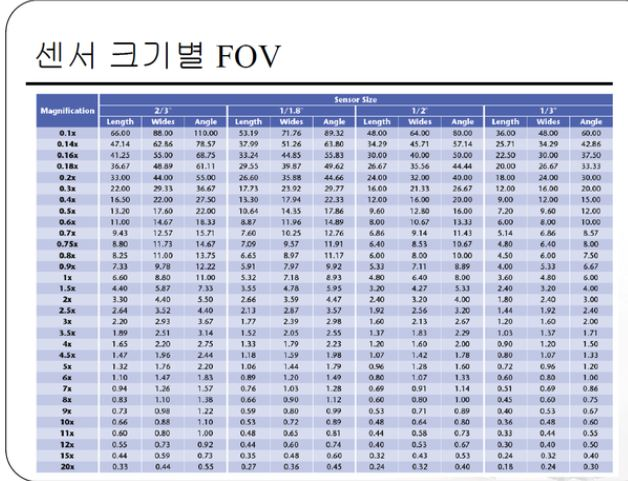 센서 크기별 FOV
Sensor Size
Magnification 2/3" 1/1.8" 1/2" 1/3"
Length Wides Angle Length Wides Angle Length Wides Angle Length Wides Angle
0.1x 66.00 88.00 110.00 53.19 71.76 89.32 48.00 64.00 80.00 36.00 48.00 60.00
0.14x 47.14 62.86 78.57 37.99 51.26 63.80 34.29 45.71 57.14 25.71 34.29 42.86
0.16x 41.25 55.00 68.75 33.24 44.85 55.83 30.00 40.00 50.00 22.50 30.00 37.50
0.18x 36.67 48.89 61.11 29.55 39.87 49.62 26.67 35.56 44.44 20.00 26.67 33.33
0.2x 33.00 44.00 55.00 26.60 35.88 44.66 24.00 32.00 40.00 18.00 24.00 30.00
0.3x 22.00 29.33 36.67 17.73 23.92 29.77 16.00 21.33 26.67 12.00 16.00 20.00
0.4x 16.50 22.00 27.50 13.30 17.94 22.33 12.00 16.00 20.00 9.00 12.00 15.00
0.5x 13.20 17.60 22.00 10.64 14.35 17.86 9.60 12.80 16.00 7.20 9.60 12.00
0.6x 11.00 14.67 18.33 8.87 11.96 14.89 8.00 10.67 13.33 6.00 8.00 10.00
0.7x 9.43 12.57 15.71 7.60 10.25 12.76 6.86 9.14 11.43 5.14 6.86 8.57
0.75x 8.80 11.73 14.67 7.09 9.57 11.91 6.40 8.53 10.67 4.80 6.40 8.00
0.8x 8.25 11.00 13.75 6.65 8.97 11.17 6.00 8.00 10.00 4.50 6.00 7.50
0.9x 7.33 9.78 12.22 5.91 7.97 9.92 5.33 7.11 8.89 4.00 5.33 6.67
1x 6.60 8.80 11.00 5.32 7.18 8.93 4.80 6.40 8.00 3.60 4.80 6.00
1.5x 4.40 5.87 7.33 3.55 4.78 5.95 3.20 4.27 5.33 2.40 3.20 4.00
2x 3.30 4.40 5.50 2.66 3.59 4.47 2.40 3.20 4.00 1.80 2.40 3.00
2.5x 2.64 3.52 4.40 2.13 2.87 3.57 1.92 2.56 3.20 1.44 1.92 2.40
3x 2.20 2.93 3.67 1.77 2.39 2.98 1.60 2.13 2.67 1.20 1.60 2.00
3.5x 1.89 2.51 3.14 1.52 2.05 2.55 1.37 1.83 2.29 1.03 1.37 1.71
4x 1.65 2.20 2.75 1.33 1.79 2.23 1.20 1.60 2.00 0.90 1.20 1.50
4.5x 1.47 1.96 2.44 1.18 1.59 1.98 1.07 1.42 1.78 0.80 1.07 1.33
5x 1.32 1.76 2.20 1.06 1.44 1.79 0.96 1.28 1.60 0.72 0.96 1.20
6x 1.10 1.47 1.83 0.89 1.20 1.49 0.80 1.07 1.33 0.60 0.80 1.00
7x 0.94 1.26 1.57 0.76 1.03 1.28 0.69 0.91 1.14 0.51 0.69 0.86
8x 0.83 1.10 1.38 0.66 0.90 1.12 0.60 0.80 1.00 0.45 0.60 0.75
9x 0.73 0.98 1.22 0.59 0.80 0.99 0.53 0.71 0.89 0.40 0.53 0.67
10x 0.66 0.88 1.10 0.53 0.72 0.89 0.48 0.64 0.80 0.36 0.48 0.60
11x 0.60 0.80 1.00 0.48 0.65 0.81 0.44 0.58 0.73 0.33 0.44 0.55
12x 0.55 0.73 0.92 0.44 0.60 0.74 0.40 0.53 0.67 0.30 0.40 0.50
15x 0.44 0.59 0.73 0.35 0.48 0.60 0.32 0.43 0.53 0.24 0.32 0.40
20x 0.33 0.44 0.55 0.27 0.36 0.45 0.24 0.32 0.40 0.18 0.24 0.30